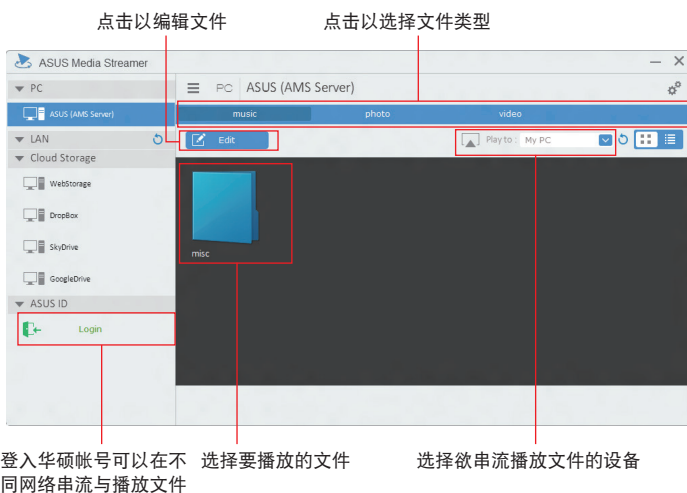 点击以编辑文件
点击以选择文件类型
ASUS Media Streamer
PC
PC ASUS (AMS Server)
ASUS (AMS Server)
music photo video
LAN
Edit
Play to : My PC
Cloud Storage
WebStorage
DropBox
SkyDrive
GoogleDrive
misc
ASUS ID
Login
登入华硕帐号可以在不
同网络串流与播放文件
选择要播放的文件
选择欲串流播放文件的设备